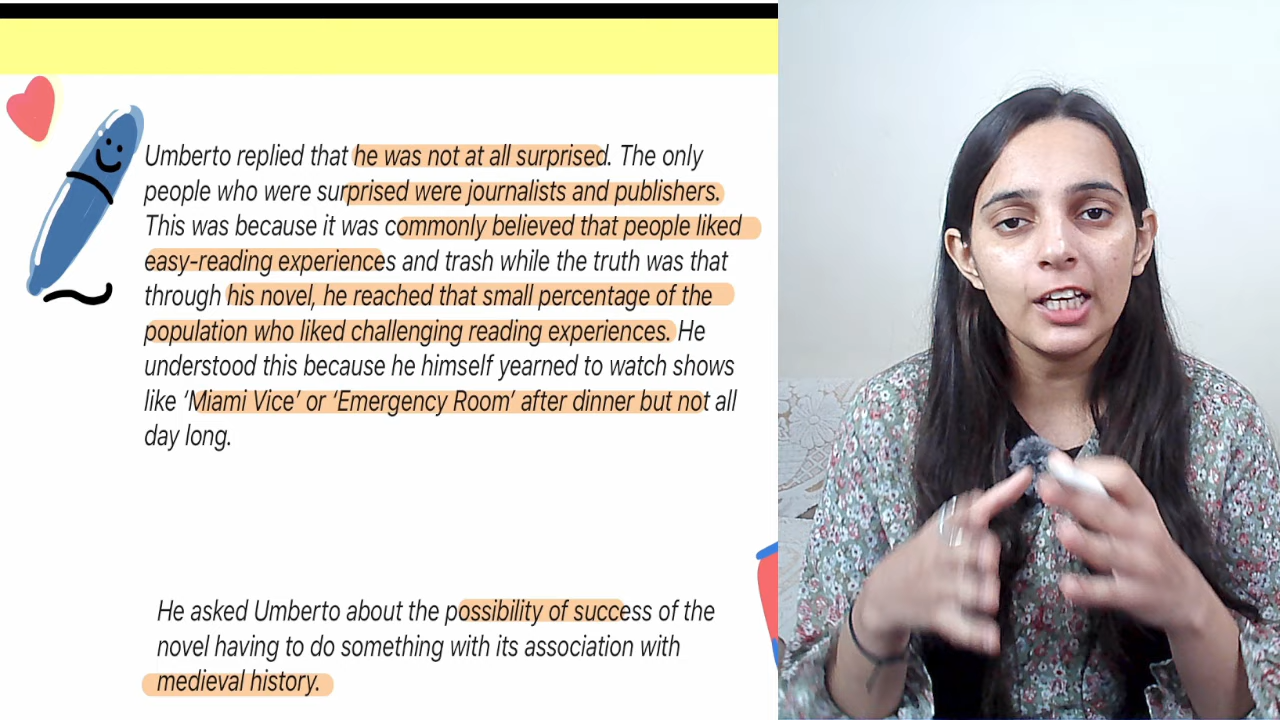 Umberto replied that he was not at all surprised. The only
people who were surprised were journalists and publishers.
This was because it was commonly believed that people liked
easy-reading experiences and trash while the truth was that
through his novel, he reached that small percentage of the
population who liked challenging reading experiences. He
understood this because he himself yearned to watch shows
like ‘Miami Vice’ or ‘Emergency Room’ after dinner but not all
day long.
He asked Umberto about the possibility of success of the
novel having to do something with its association with
medieval history.